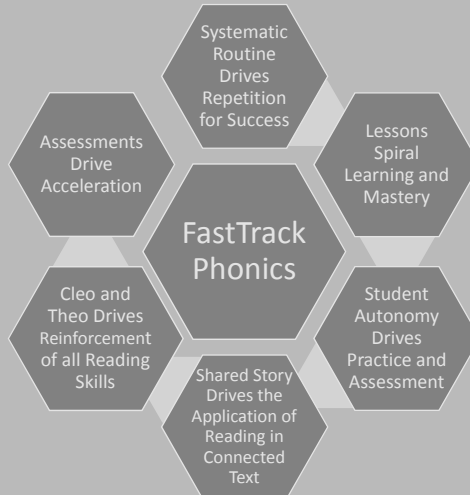 Systematic
Routine
Drives
Repetition
for Success
Lessons
Spiral
Learning and
Mastery
Student
Autonomy
Drives
Practice and
Assessment
Shared Story
Drives the
Application of
Reading in
Connected
Text
Cleo and
Theo Drives
Reinforcement
of all Reading
Skills
Assessments
Drive
Acceleration
FastTrack
Phonics